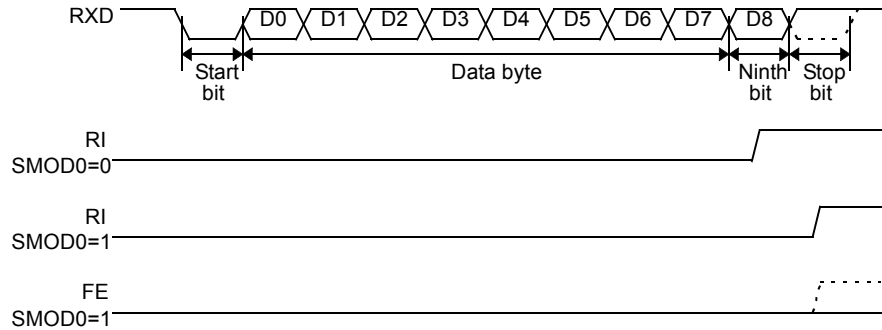 RXD D0 D1 D2 D3 D4 D5 D6 D7 D8
Start bit
Data byte
Ninth bit
Stop bit
RI
SMOD0=0
RI
SMOD0=1
FE
SMOD0=1